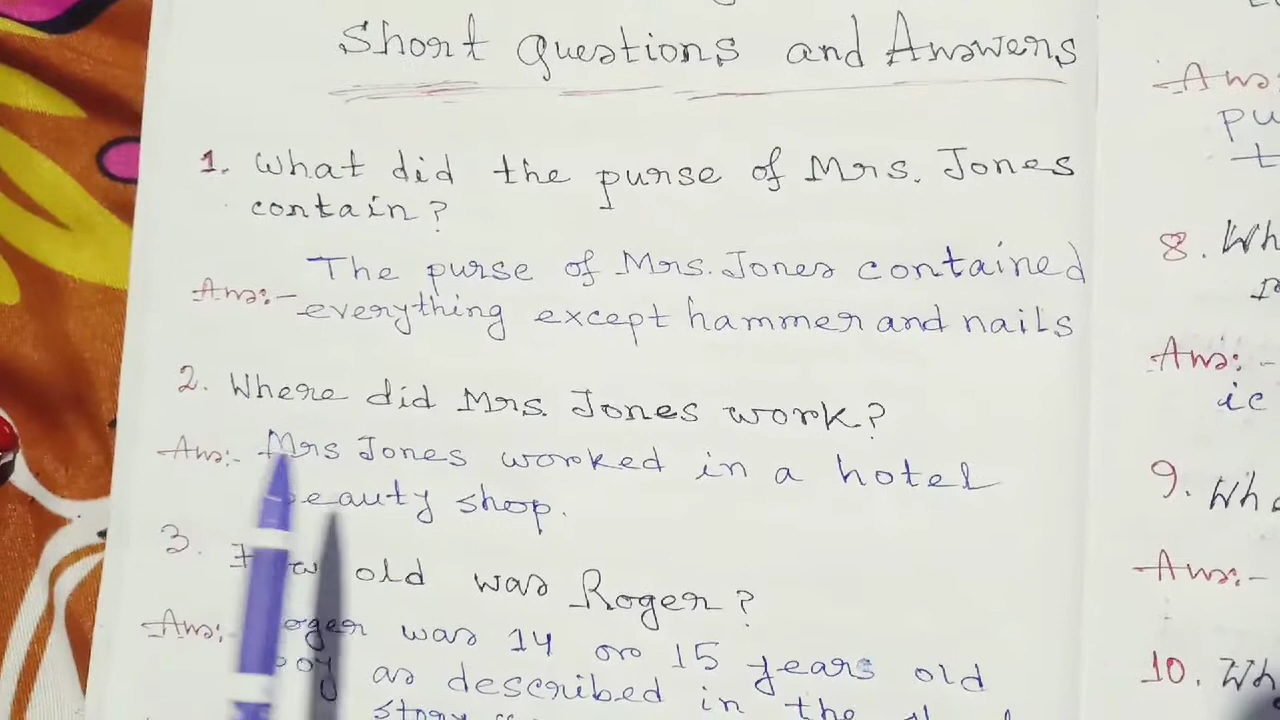 Short Questions and Answers
1. What did the purse of Mrs. Jones
contain?
Ans:- The purse of Mrs. Jones contained
everything except hammer and nails
2. Where did Mrs. Jones work?
Ans:- Mrs Jones worked in a hotel
beauty shop.
3. old was Roger?
Ans:- was 14 or 15 years old
boy as described in the
story
Ans:
8.
Ans:-
9.
Ans:-
10.